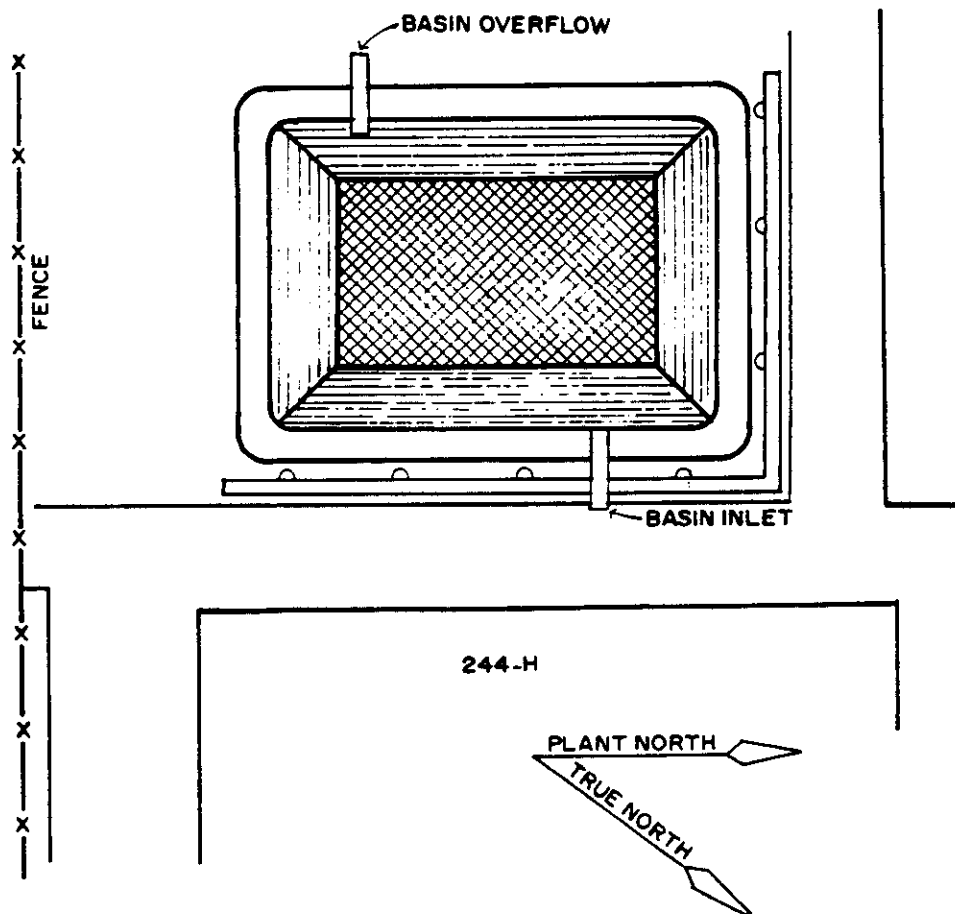 BASIN OVERFLOW
FENCE
BASIN INLET
244-H
PLANT NORTH
TRUE NORTH